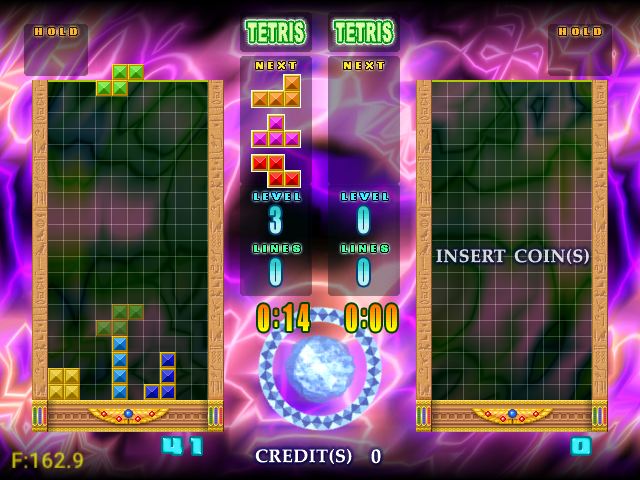 HOLD
TETRIS TETRIS
HOLD
NEXT NEXT
LEVEL LEVEL
3 0
LINES LINES
0 0
INSERT COIN(S)
0:14 0:00
41 0
CREDIT(S) 0
F:162.9